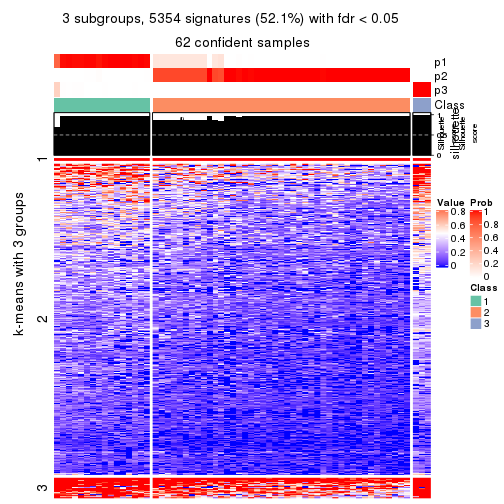 3 subgroups, 5354 signatures (52.1%) with fdr < 0.05
62 confident samples
p1
p2
p3
Class
silhouette
score
1
0
k-means with 3 groups
1
2
3
Value
0.8
0.6
0.4
0.2
0
Prob
1
0.8
0.6
0.4
0.2
0
Class
1
2
3